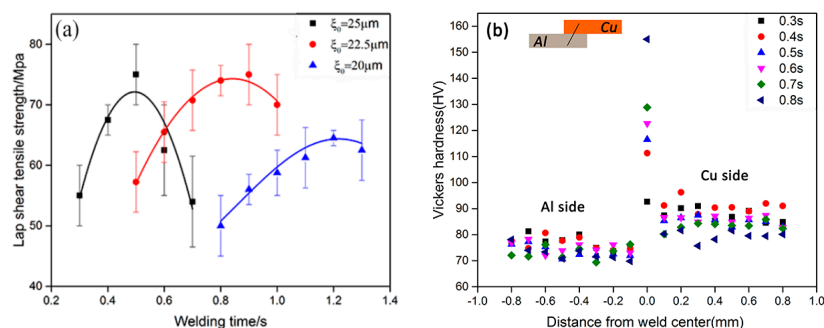 (a)
ξ₀=25μm
ξ₀=22.5μm
ξ₀=20μm
Lap shear tensile strength/Mpa
80
70
60
50
40
0.2 0.4 0.6 0.8 1.0 1.2 1.4
Welding time/s
(b)
Al Cu
0.3s
0.4s
0.5s
0.6s
0.7s
0.8s
Vickers hardness(HV)
160
150
140
130
120
110
100
90
80
70
60
Al side
Cu side
-1.0 -0.8 -0.6 -0.4 -0.2 0.0 0.2 0.4 0.6 0.8 1.0
Distance from weld center(mm)